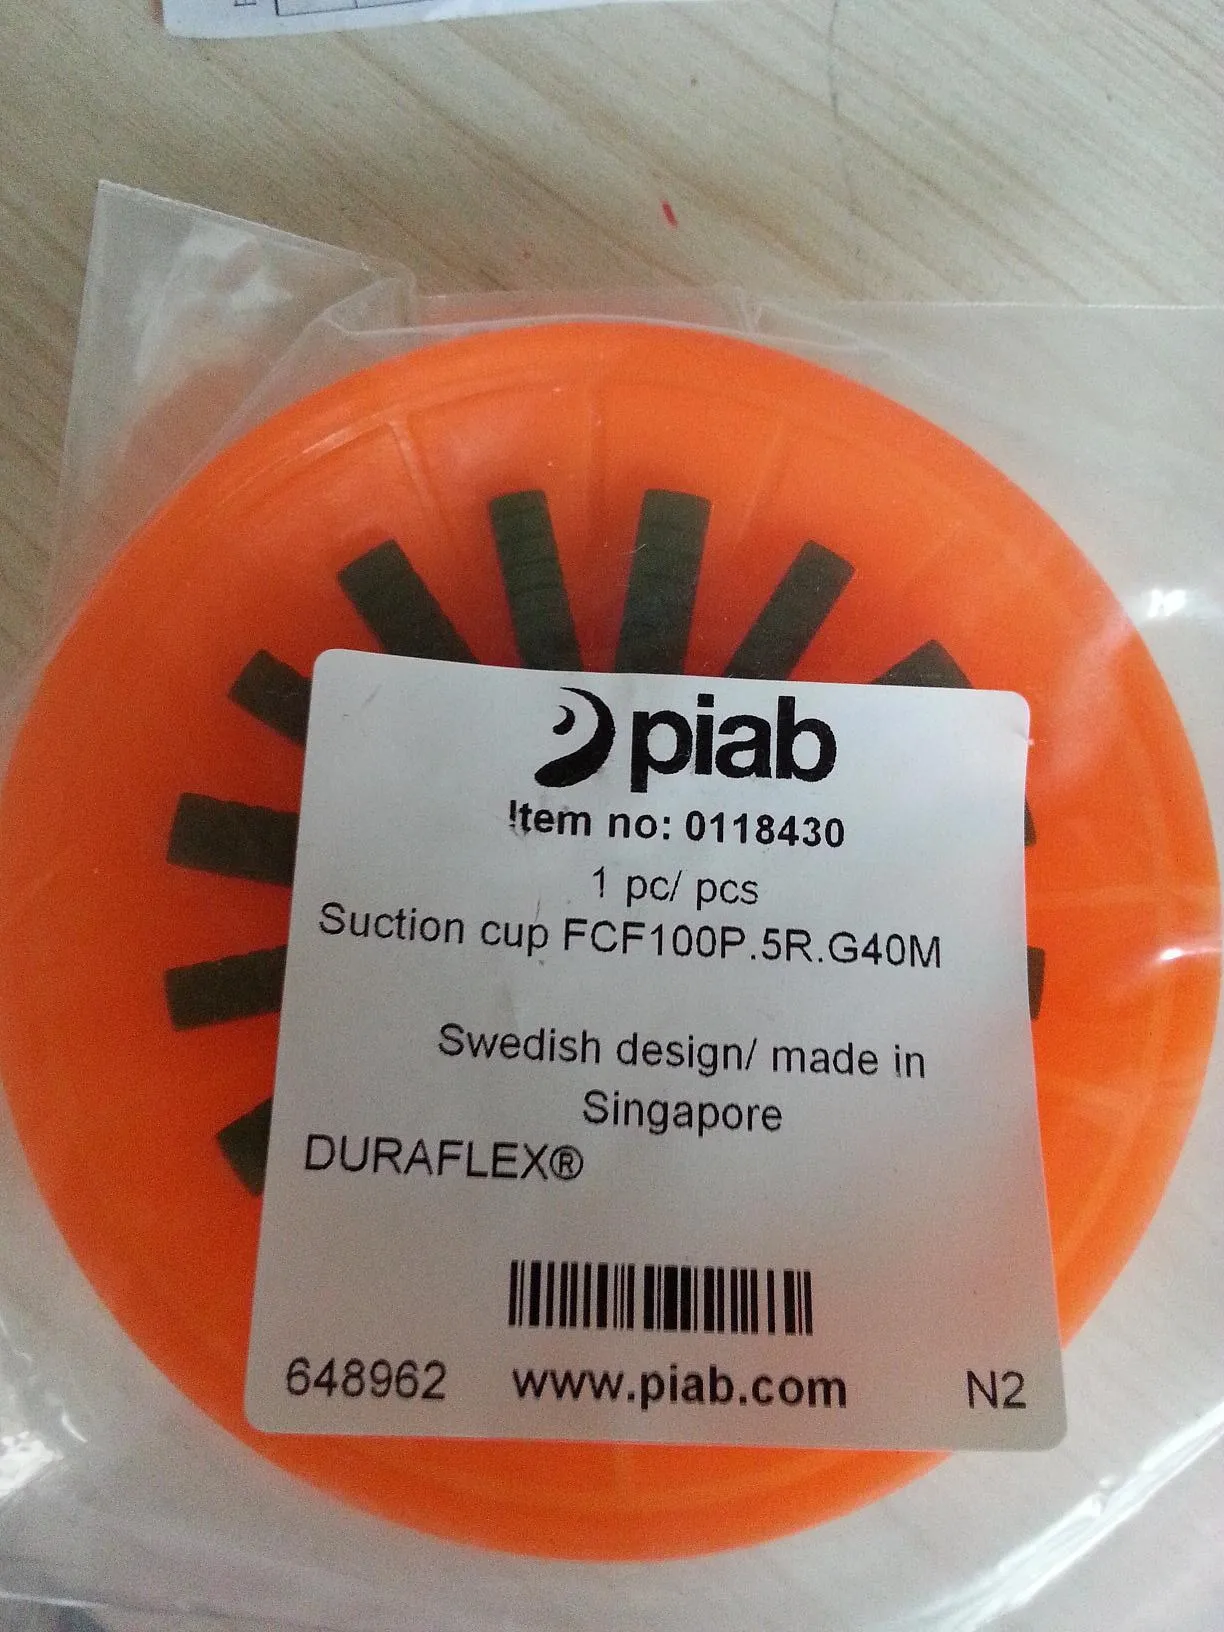 piab
Item no: 0118430
1 pc/ pcs
Suction cup FCF100P.5R.G40M
Swedish design/ made in
Singapore
DURAFLEX®
648962 www.piab.com N2